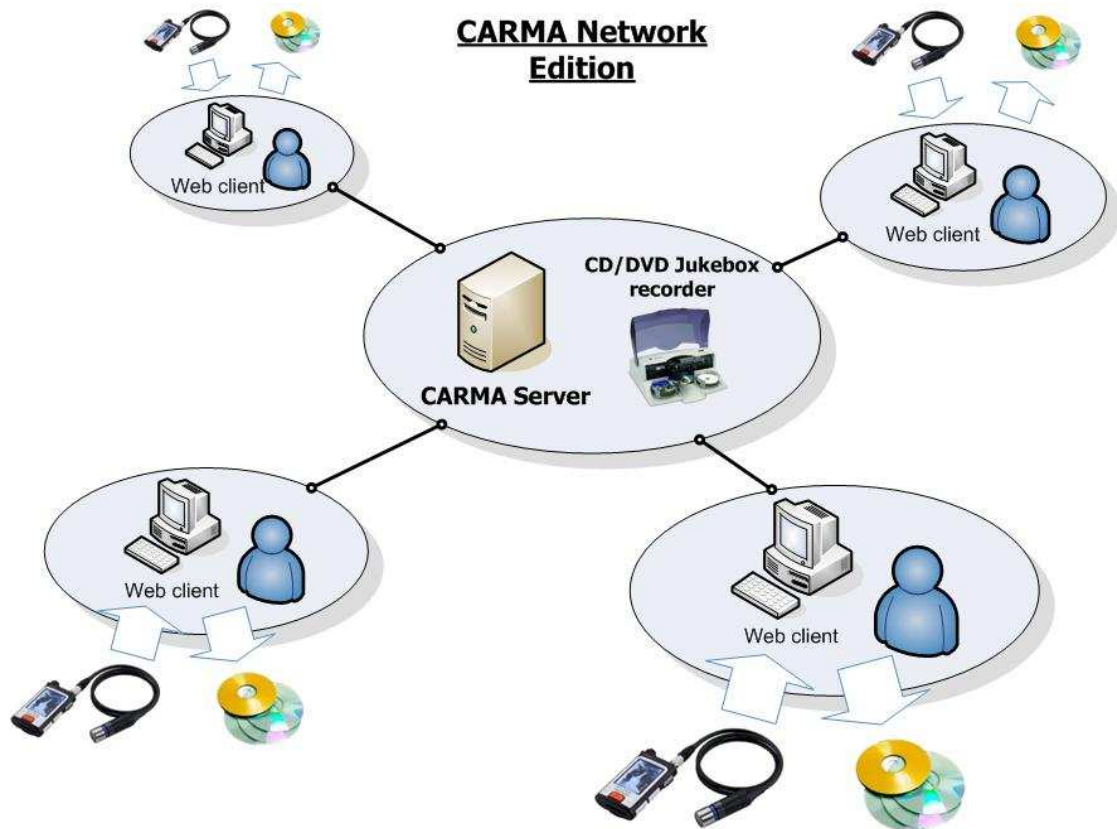 CARMA Network
Edition
Web client
Web client
CD/DVD Jukebox
recorder
CARMA Server
Web client
Web client